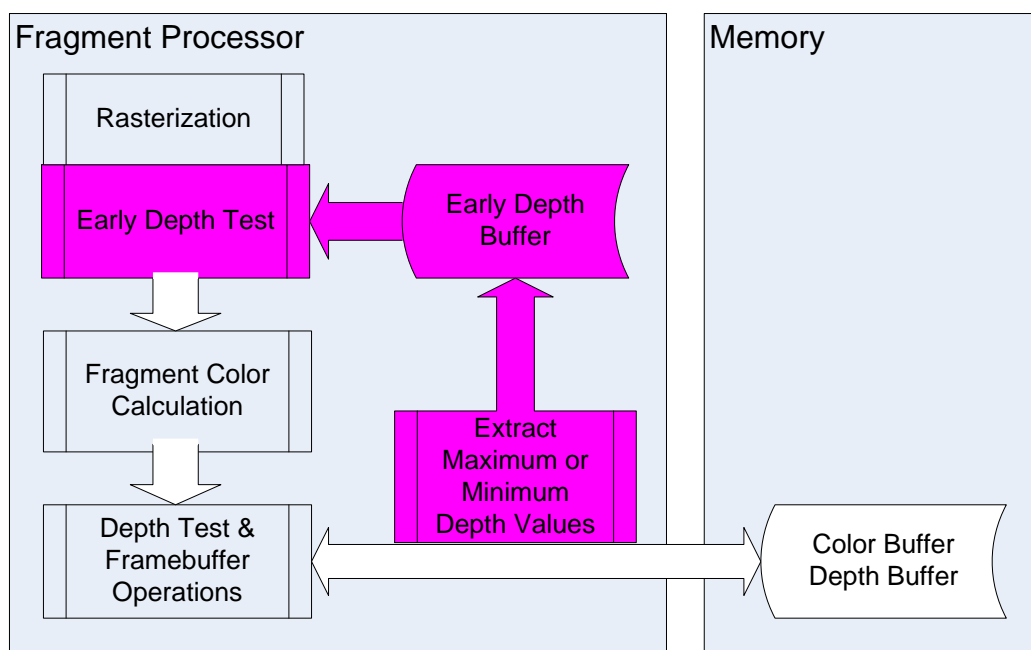 Fragment Processor
Memory
Rasterization
Early Depth Test
Early Depth
Buffer
Fragment Color
Calculation
Extract
Maximum or
Minimum
Depth Values
Depth Test &
Framebuffer
Operations
Color Buffer
Depth Buffer